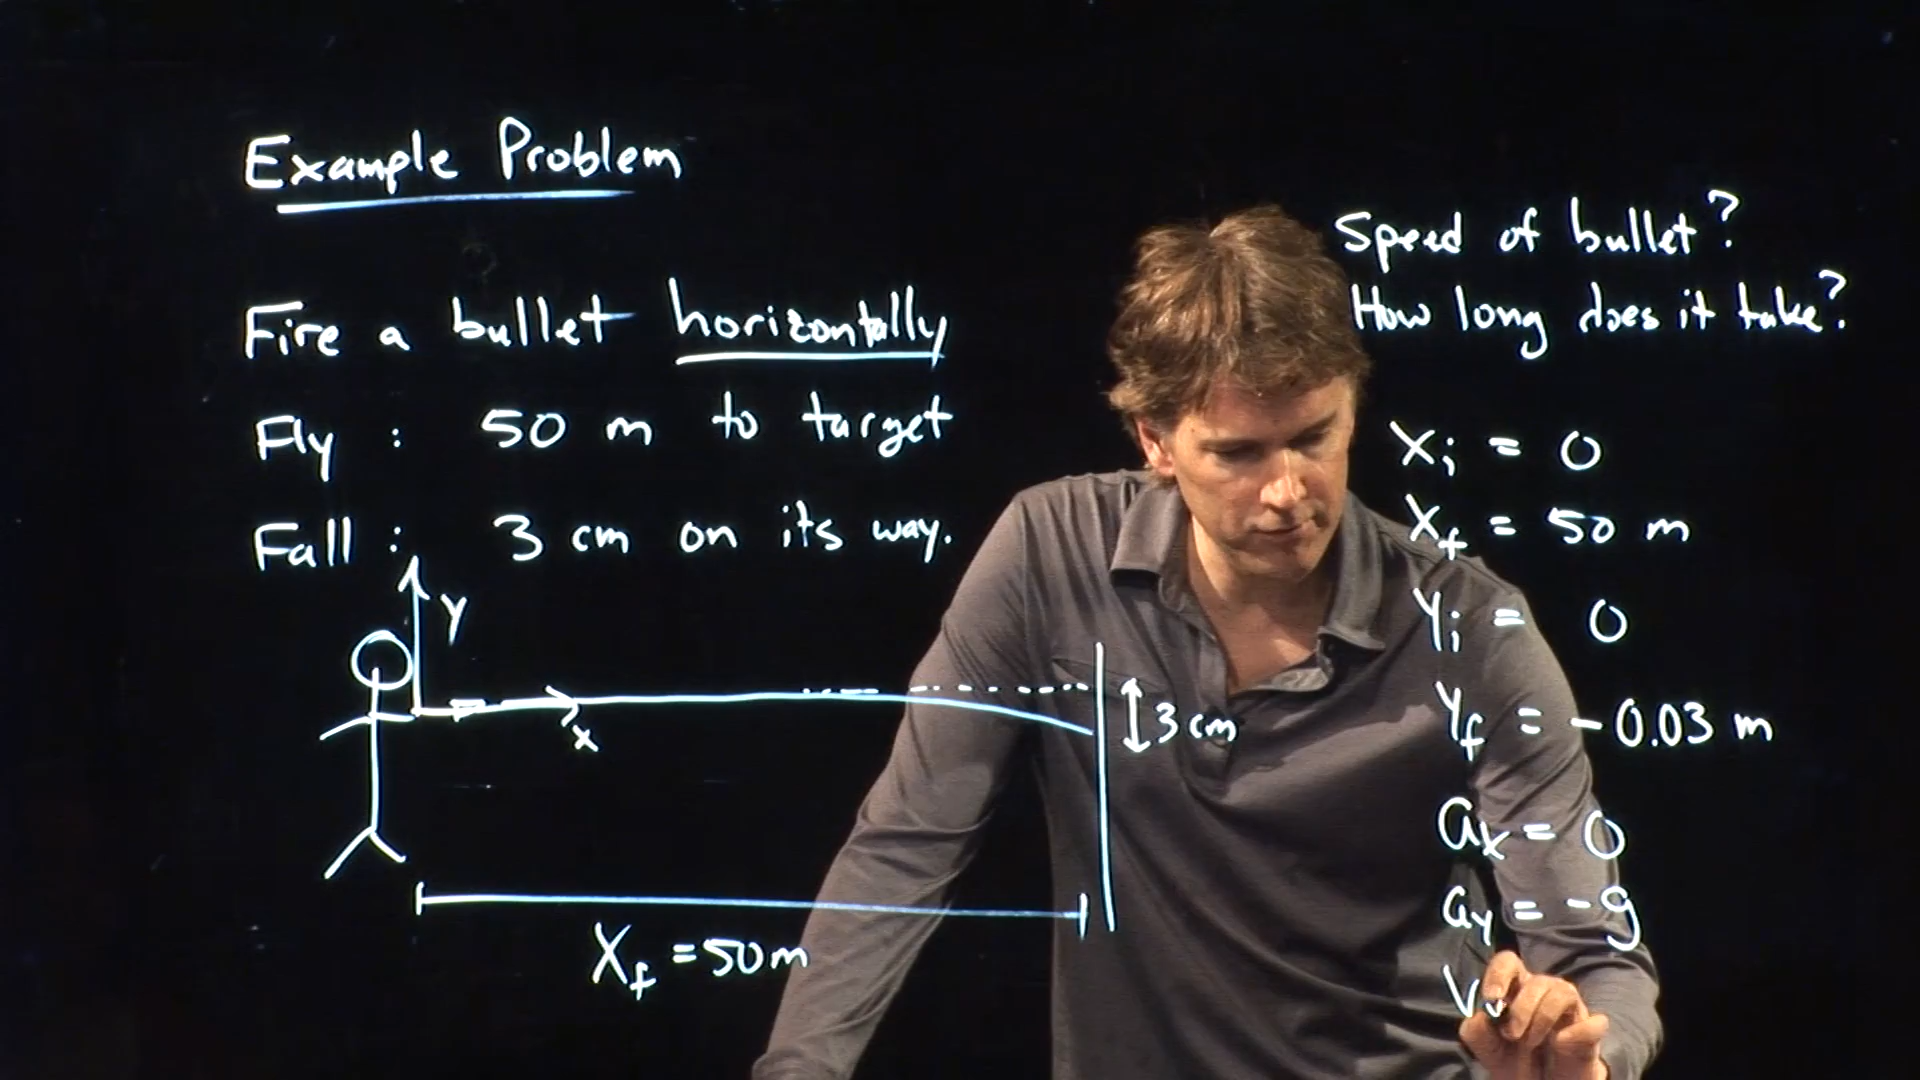 Example Problem
Fire a bullet horizontally
Fly : 50 m to target
Fall : 3 cm on its way.
y
x
3 cm
Xf = 50 m
Speed of bullet?
How long does it take?
Xi = 0
Xf = 50 m
Yi = 0
Yf = -0.03 m
ax = 0
ay = -g
V